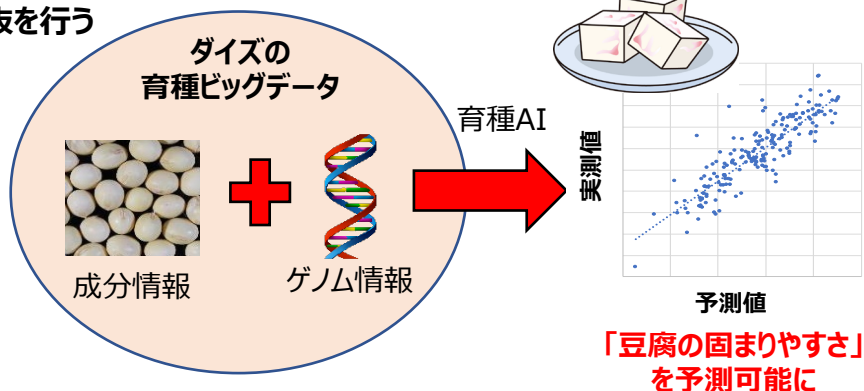 抜を行う
ダイズの
育種ビッグデータ
成分情報
ゲノム情報
育種AI
実測値
予測値
「豆腐の固まりやすさ」
を予測可能に